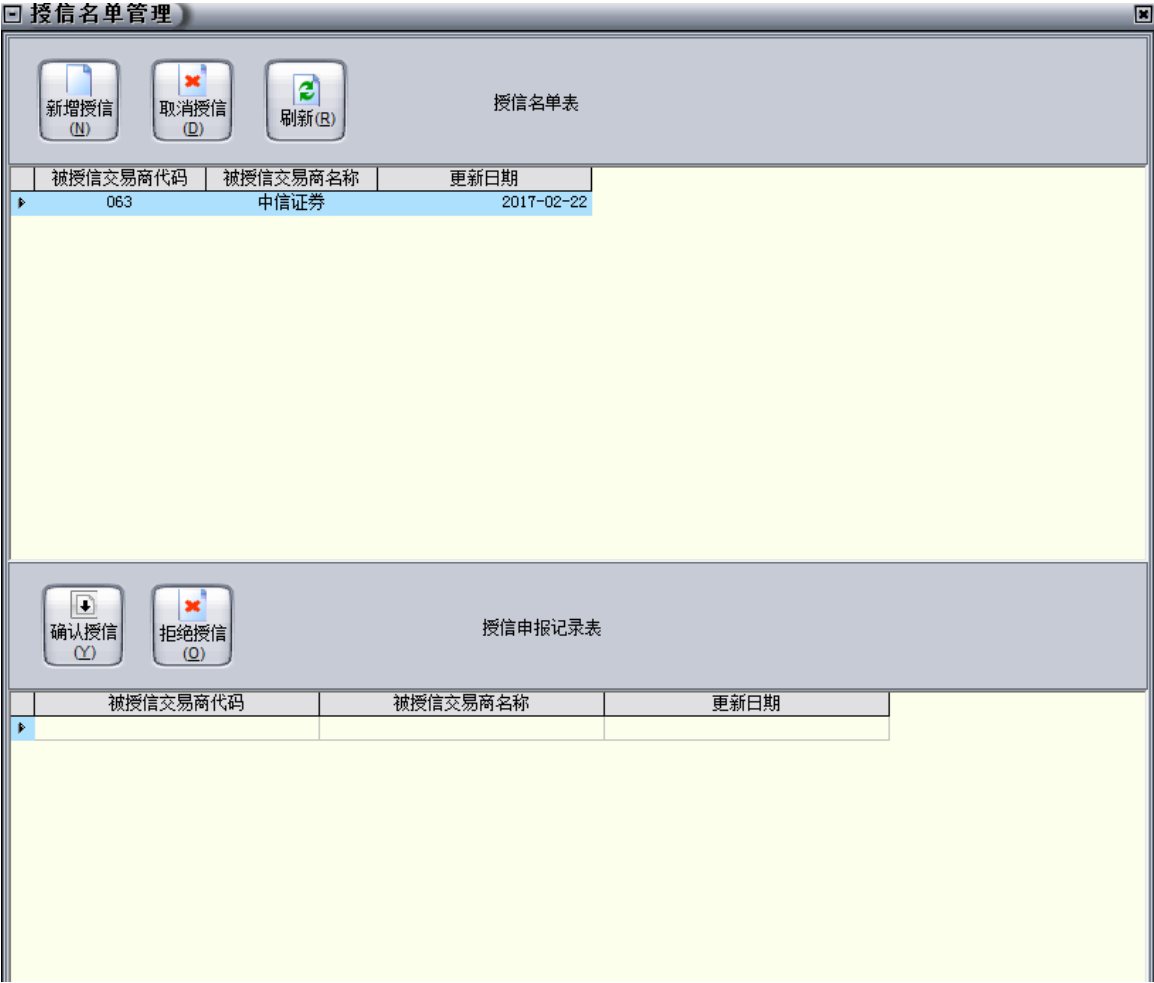 授信名单管理
新增授信
(N)
取消授信
(D)
刷新(R)
授信名单表
被授信交易商代码 被授信交易商名称 更新日期
063 中信证券 2017-02-22
确认授信
(Y)
拒绝授信
(O)
授信申报记录表
被授信交易商代码 被授信交易商名称 更新日期